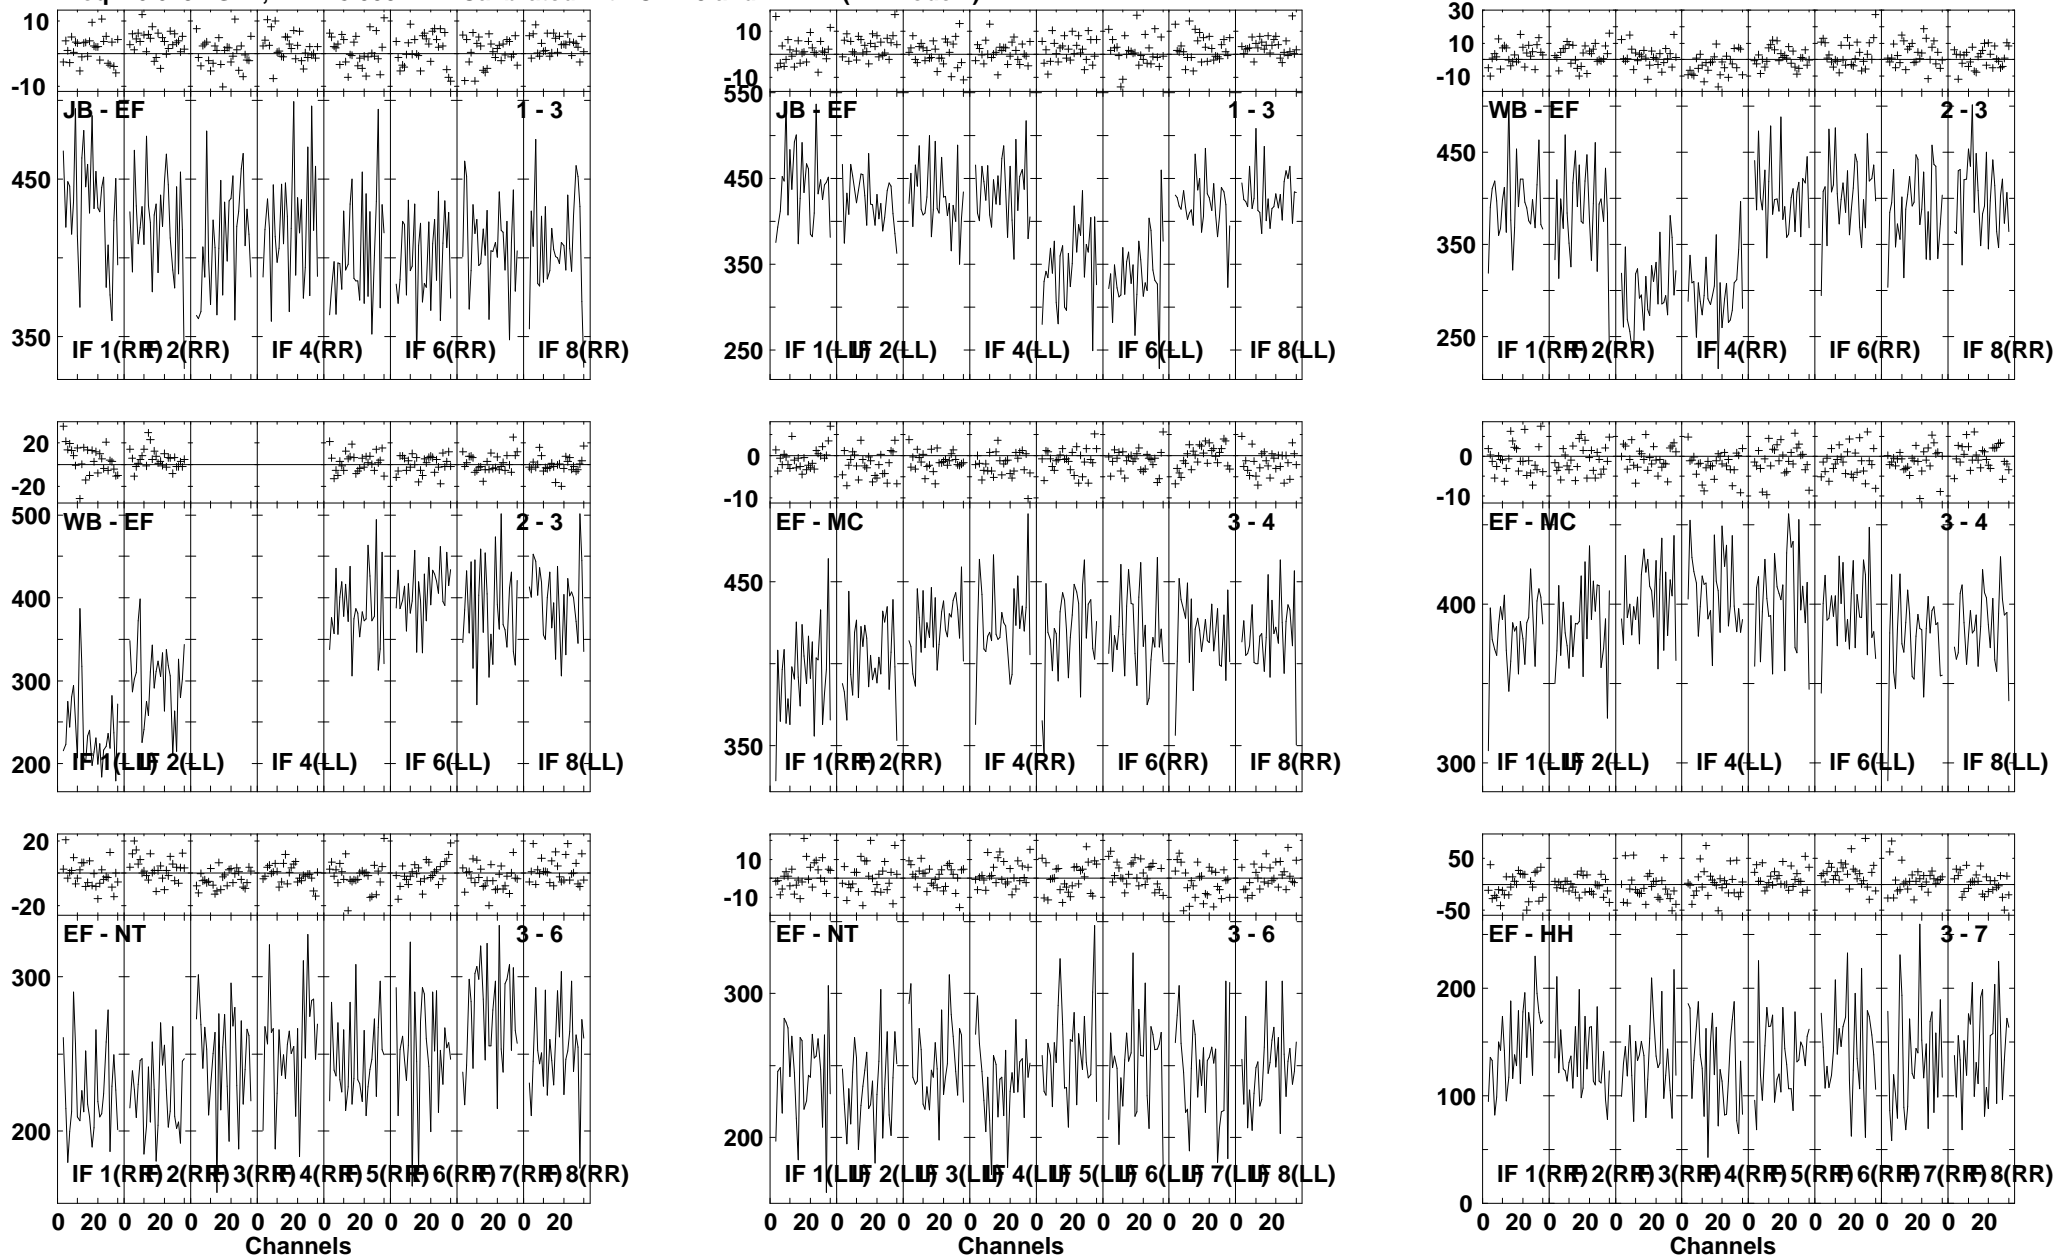 10
-10
JB - EF 1 - 3
450
350
IF 1(RR) IF 2(RR) IF 4(RR) IF 6(RR) IF 8(RR)
10
-10
550
JB - EF 1 - 3
450
350
250
IF 1(LL) IF 2(LL) IF 4(LL) IF 6(LL) IF 8(LL)
30
10
-10
WB - EF 2 - 3
450
350
250
IF 1(RR) IF 2(RR) IF 4(RR) IF 6(RR) IF 8(RR)
20
-20
500
WB - EF 2 - 3
400
300
200
IF 1(LL) IF 2(LL) IF 4(LL) IF 6(LL) IF 8(LL)
0
-10
EF - MC 3 - 4
450
350
IF 1(RR) IF 2(RR) IF 4(RR) IF 6(RR) IF 8(RR)
0
-10
EF - MC 3 - 4
400
300
IF 1(LL) IF 2(LL) IF 4(LL) IF 6(LL) IF 8(LL)
20
-20
EF - NT 3 - 6
300
200
IF 1(RR) IF 2(RR) IF 3(RR) IF 4(RR) IF 5(RR) IF 6(RR) IF 7(RR) IF 8(RR)
0 20 0 20 0 20 0 20 0 20 0 20 0 20 0 20
Channels
10
-10
EF - NT 3 - 6
300
200
IF 1(LL) IF 2(LL) IF 3(LL) IF 4(LL) IF 5(LL) IF 6(LL) IF 7(LL) IF 8(LL)
0 20 0 20 0 20 0 20 0 20 0 20 0 20 0 20
Channels
50
-50
EF - HH 3 - 7
200
100
0
IF 1(RR) IF 2(RR) IF 3(RR) IF 4(RR) IF 5(RR) IF 6(RR) IF 7(RR) IF 8(RR)
0 20 0 20 0 20 0 20 0 20 0 20 0 20 0 20
Channels